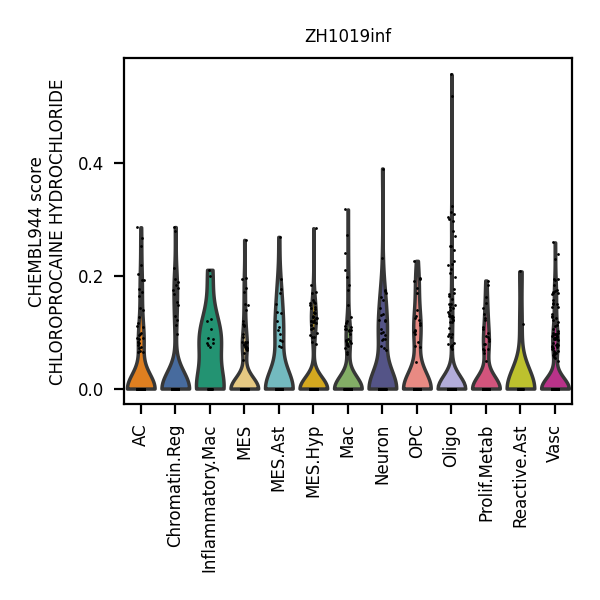 ZH1019inf
CHEMBL944 score
CHLOROPROCAINE HYDROCHLORIDE
0.4
0.2
0.0
AC
Chromatin.Reg
Inflammatory.Mac
MES
MES.Ast
MES.Hyp
Mac
Neuron
OPC
Oligo
Prolif.Metab
Reactive.Ast
Vasc